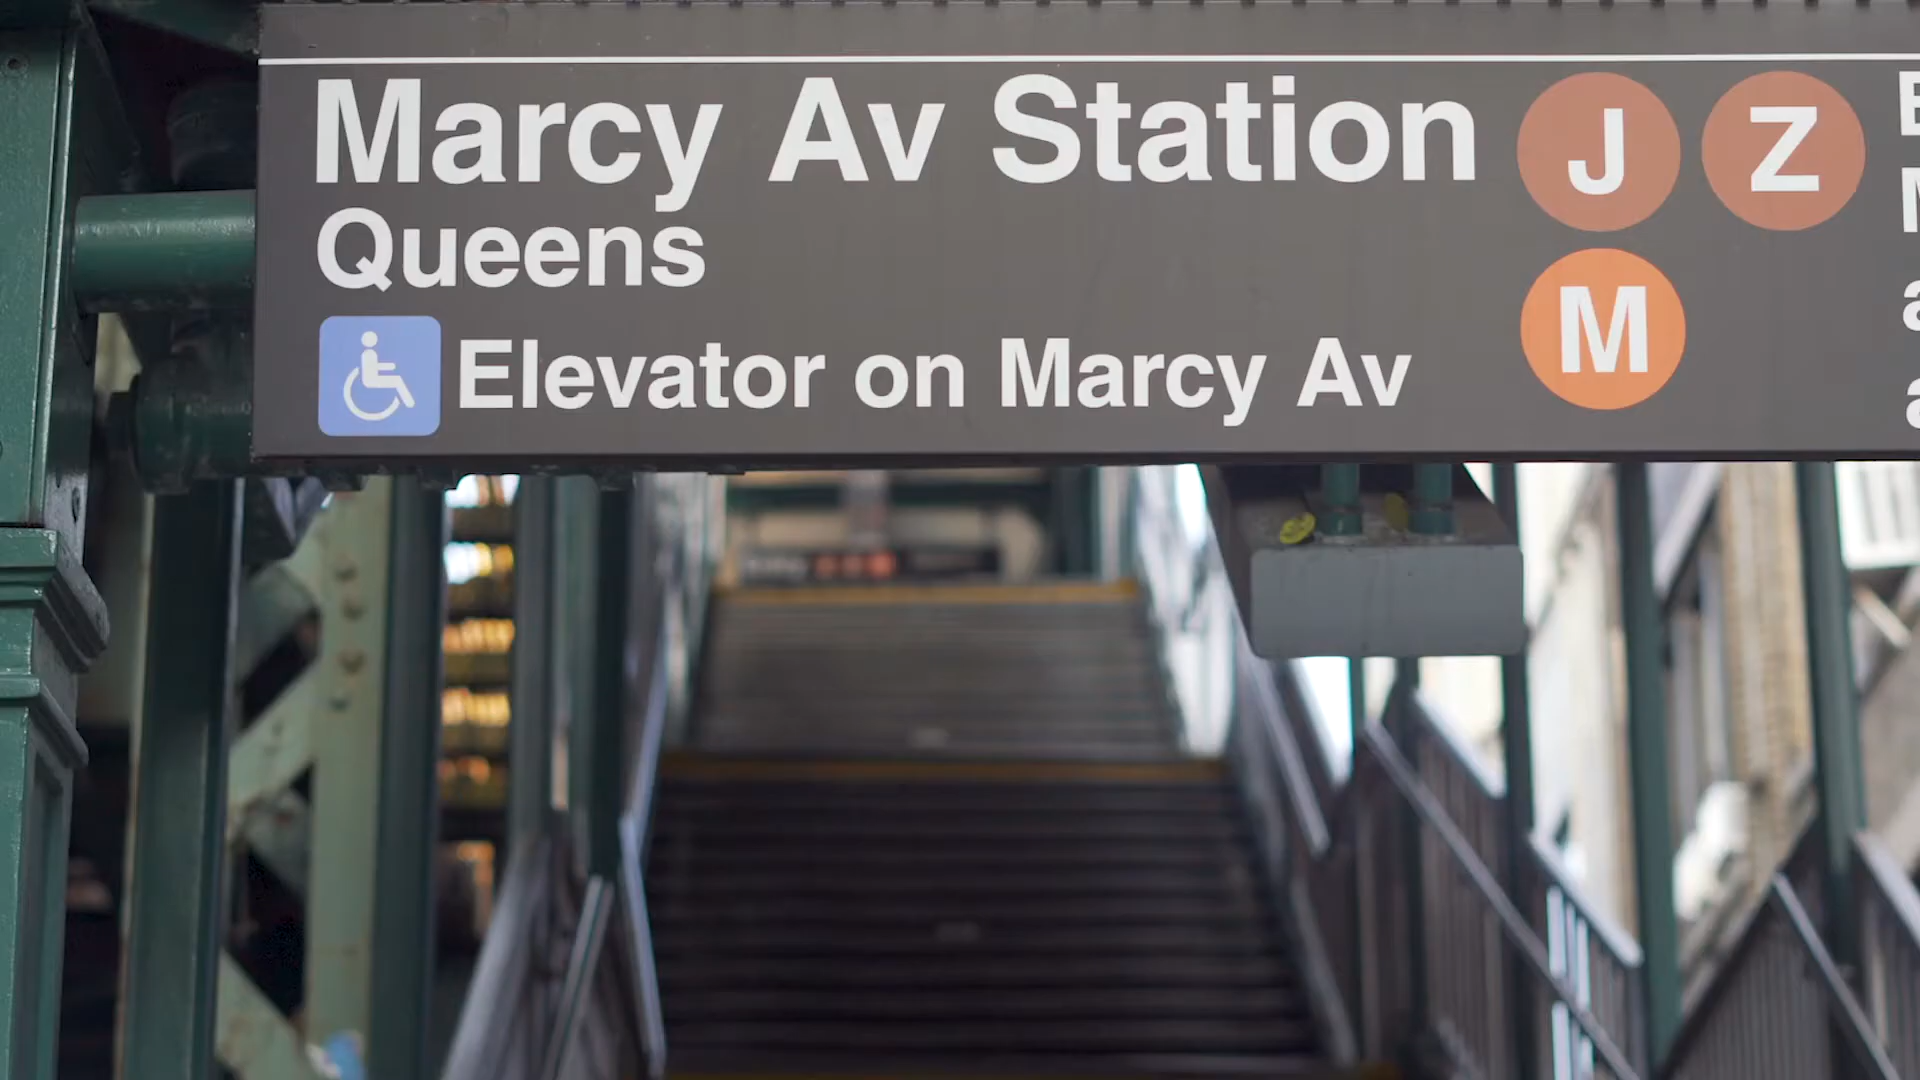 Marcy Av Station J Z
Queens
M
Elevator on Marcy Av